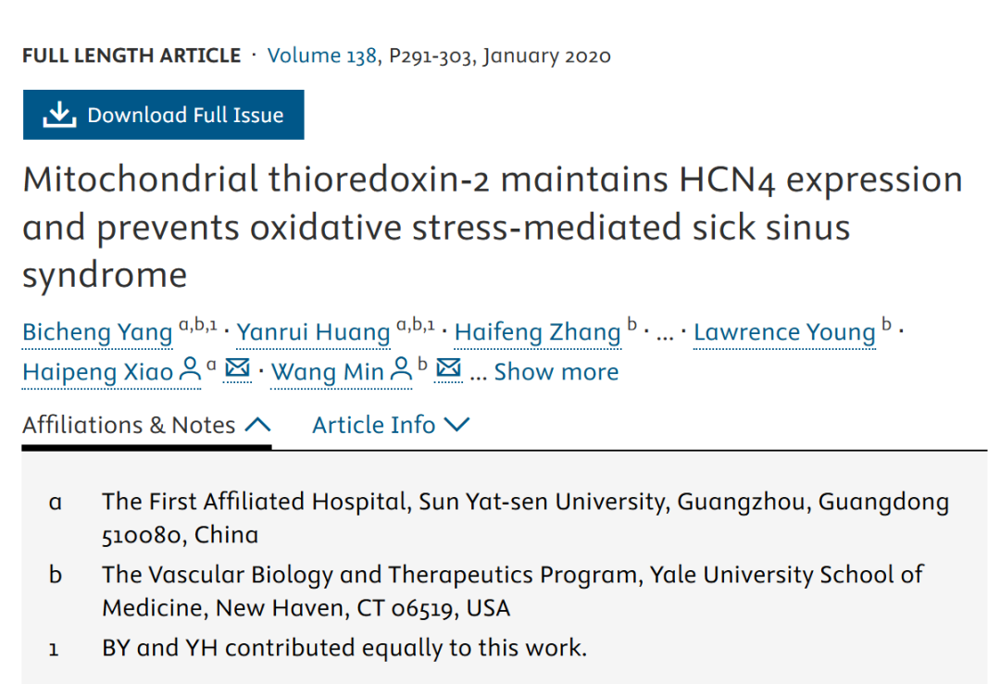 FULL LENGTH ARTICLE · Volume 138, P291-303, January 2020
Download Full Issue
Mitochondrial thioredoxin-2 maintains HCN4 expression
and prevents oxidative stress-mediated sick sinus
syndrome
Bicheng Yang a,b,1 · Yanrui Huang a,b,1 · Haifeng Zhang b · ... · Lawrence Young b ·
Haipeng Xiao a · Wang Min b ... Show more
Affiliations & Notes Article Info
a The First Affiliated Hospital, Sun Yat-sen University, Guangzhou, Guangdong
510080, China
b The Vascular Biology and Therapeutics Program, Yale University School of
Medicine, New Haven, CT 06519, USA
1 BY and YH contributed equally to this work.